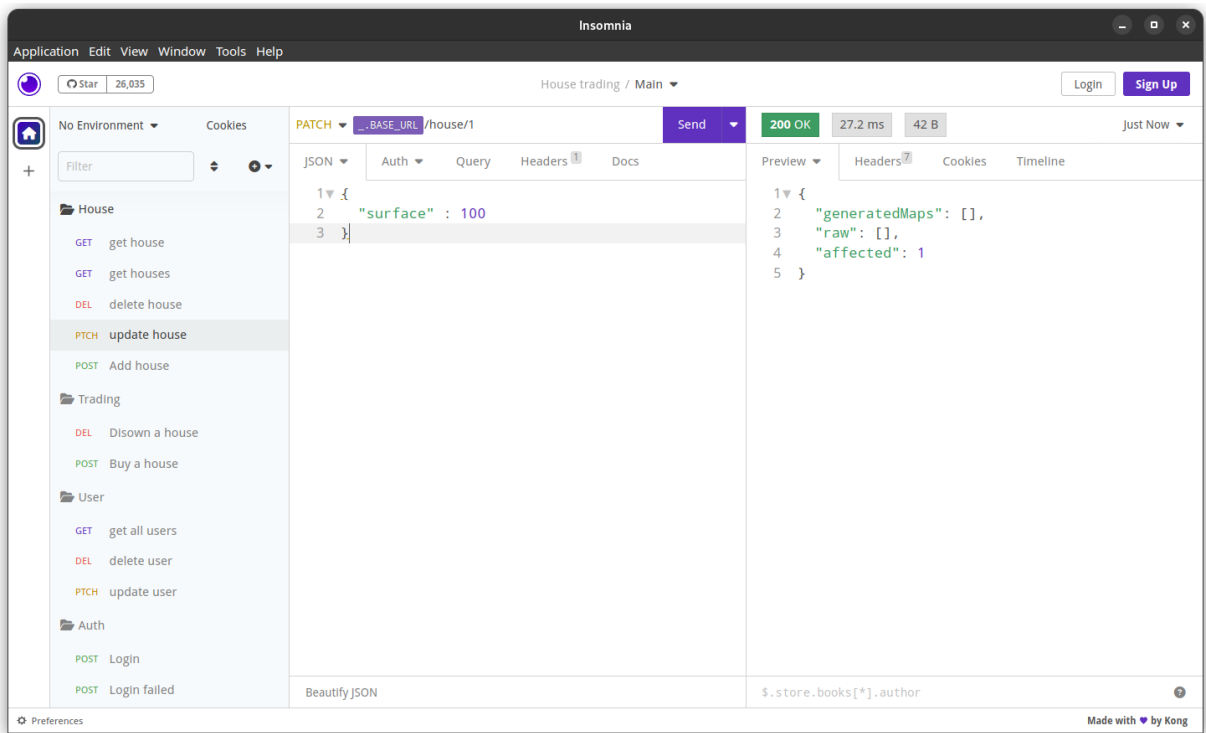 Insomnia
Application Edit View Window Tools Help
Star 26,035
House trading / Main
Login Sign Up
No Environment Cookies
Filter
House
GET get house
GET get houses
DEL delete house
PTCH update house
POST Add house
Trading
DEL Disown a house
POST Buy a house
User
GET get all users
DEL delete user
PTCH update user
Auth
POST Login
POST Login failed
PATCH _.BASE_URL /house/1 Send
JSON Auth Query Headers 1 Docs
1 {
2 "surface" : 100
3 }
Beautify JSON
200 OK 27.2 ms 42 B Just Now
Preview Headers 7 Cookies Timeline
1 {
2 "generatedMaps": [],
3 "raw": [],
4 "affected": 1
5 }
$.store.books[*].author
Preferences
Made with ♥ by Kong